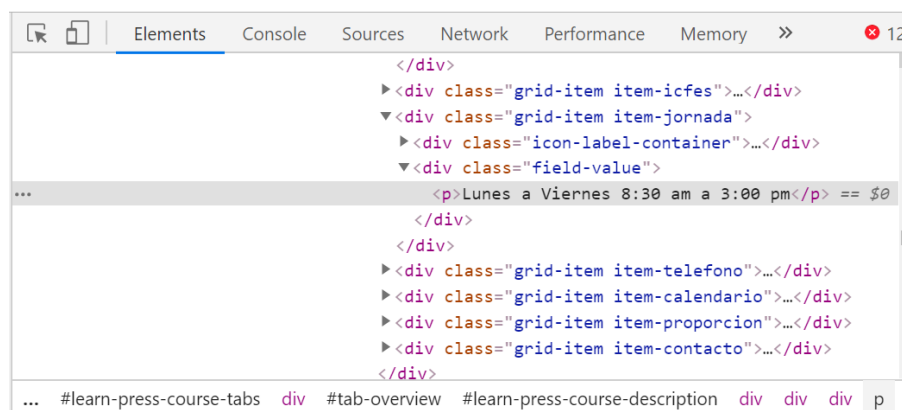 Elements Console Sources Network Performance Memory » 12
</div>
▶<div class="grid-item item-icfes">…</div>
▼<div class="grid-item item-jornada">
▶<div class="icon-label-container">…</div>
▼<div class="field-value">
... <p>Lunes a Viernes 8:30 am a 3:00 pm</p> == $0
</div>
</div>
▶<div class="grid-item item-telefono">…</div>
▶<div class="grid-item item-calendario">…</div>
▶<div class="grid-item item-proporcion">…</div>
▶<div class="grid-item item-contacto">…</div>
</div>
... #learn-press-course-tabs div #tab-overview #learn-press-course-description div div div p